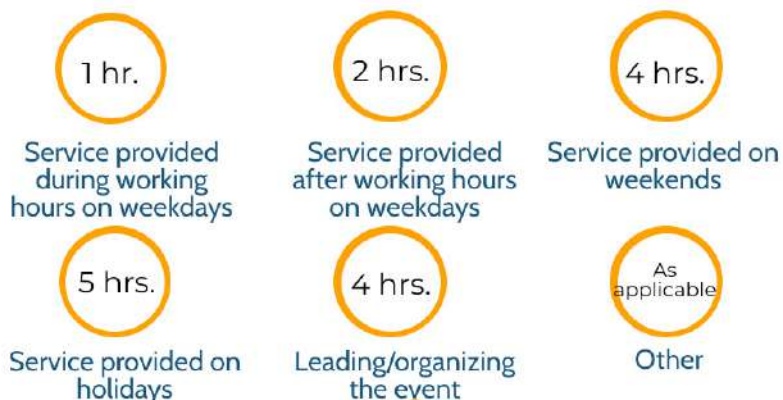 1 hr.
2 hrs.
4 hrs.
Service provided
during working
hours on weekdays
Service provided
after working hours
on weekdays
Service provided on
weekends
5 hrs.
4 hrs.
As
applicable
Service provided on
holidays
Leading/organizing
the event
Other